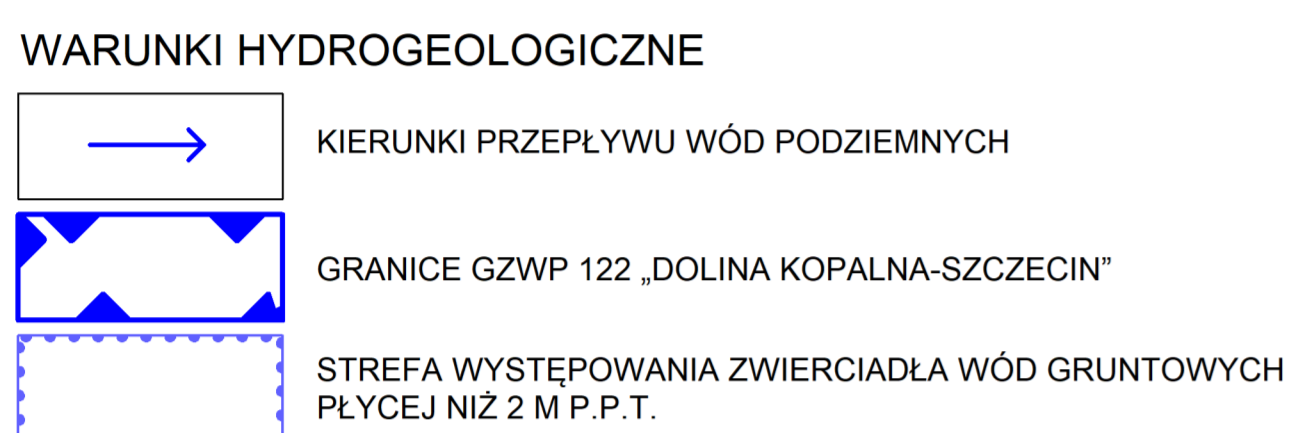 WARUNKI HYDROGEOLOGICZNE
KIERUNKI PRZEPŁYWU WÓD PODZIEMNYCH
GRANICE GZWP 122 „DOLINA KOPALNA-SZCZECIN”
STREFA WYSTĘPOWANIA ZWIERCIADŁA WÓD GRUNTOWYCH
PŁYCEJ NIŻ 2 M P.P.T.